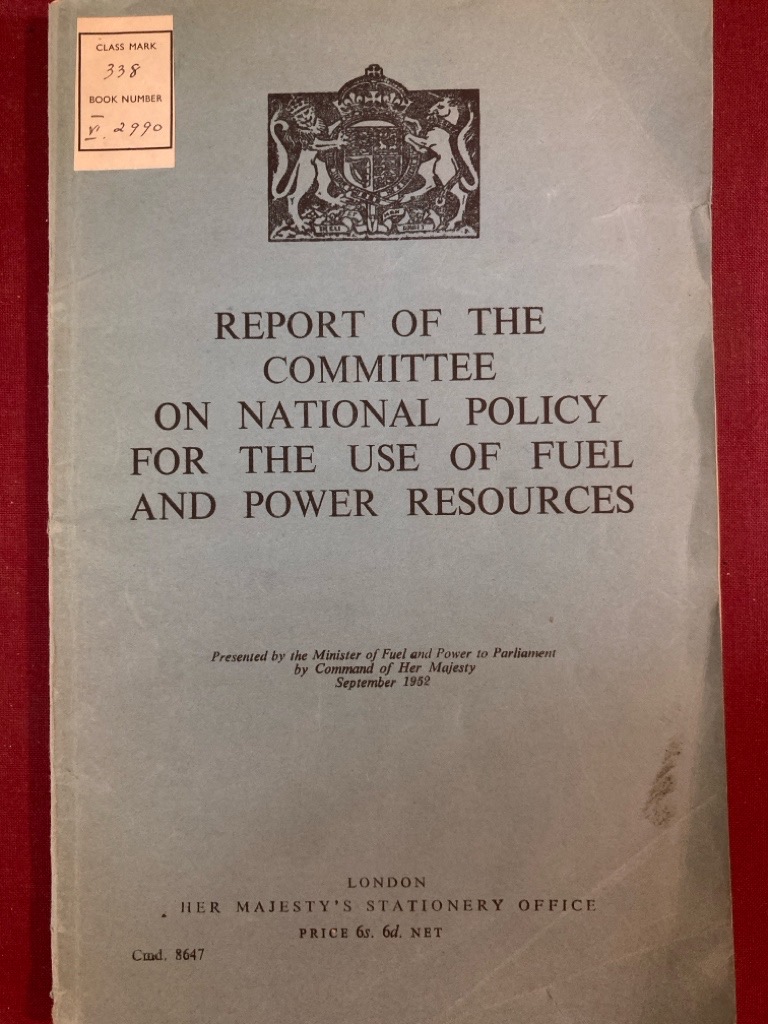 CLASS MARK
338
BOOK NUMBER
VI. 2990
REPORT OF THE
COMMITTEE
ON NATIONAL POLICY
FOR THE USE OF FUEL
AND POWER RESOURCES
Presented by the Minister of Fuel and Power to Parliament
by Command of Her Majesty
September 1952
LONDON
HER MAJESTY'S STATIONERY OFFICE
PRICE 6s. 6d. NET
Cmd. 8647